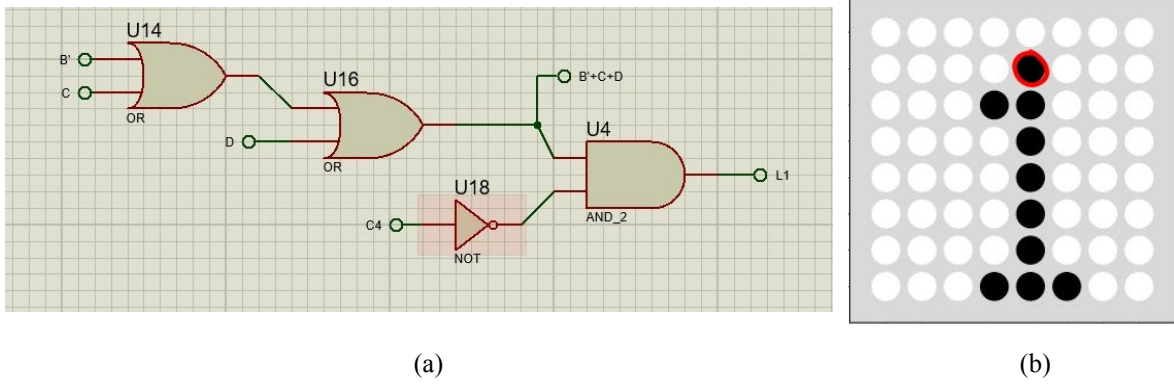 U14
B'
C
OR
U16
D
OR
B'+C+D
U4
AND_2
L1
U18
C4
NOT
(a)
(b)